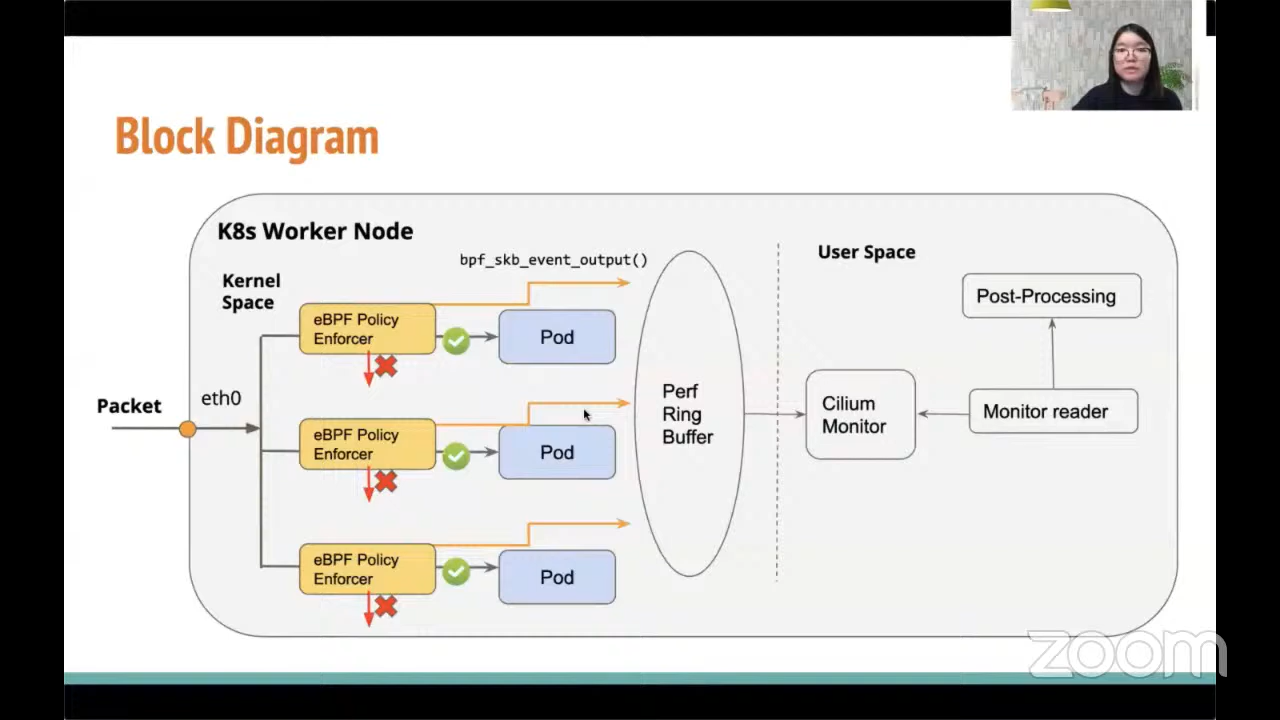 Block Diagram
K8s Worker Node
Kernel
Space
bpf_skb_event_output()
User Space
eBPF Policy
Enforcer
Pod
Post-Processing
Packet
eth0
eBPF Policy
Enforcer
Pod
Perf
Ring
Buffer
Cilium
Monitor
Monitor reader
eBPF Policy
Enforcer
Pod
zoom